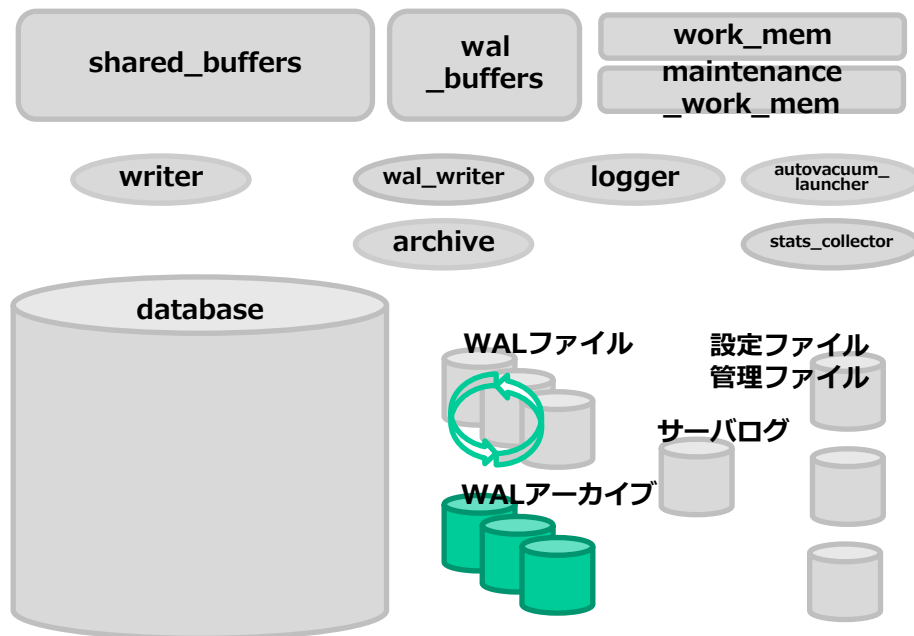 shared_buffers
wal
_buffers
work_mem
maintenance
_work_mem
writer
wal_writer
logger
autovacuum_
launcher
archive
stats_collector
database
WALファイル
設定ファイル
管理ファイル
サーバログ
WALアーカイブ